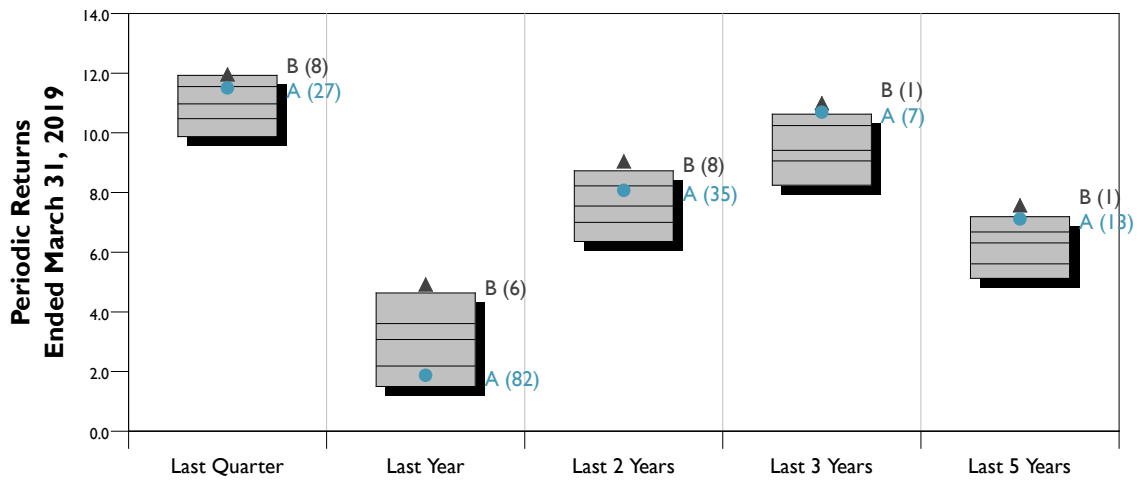 14.0
12.0
10.0
8.0
6.0
4.0
2.0
0.0
Periodic Returns
Ended March 31, 2019
B (8)
A (27)
B (6)
A (82)
B (8)
A (35)
B (1)
A (7)
B (1)
A (13)
Last Quarter
Last Year
Last 2 Years
Last 3 Years
Last 5 Years